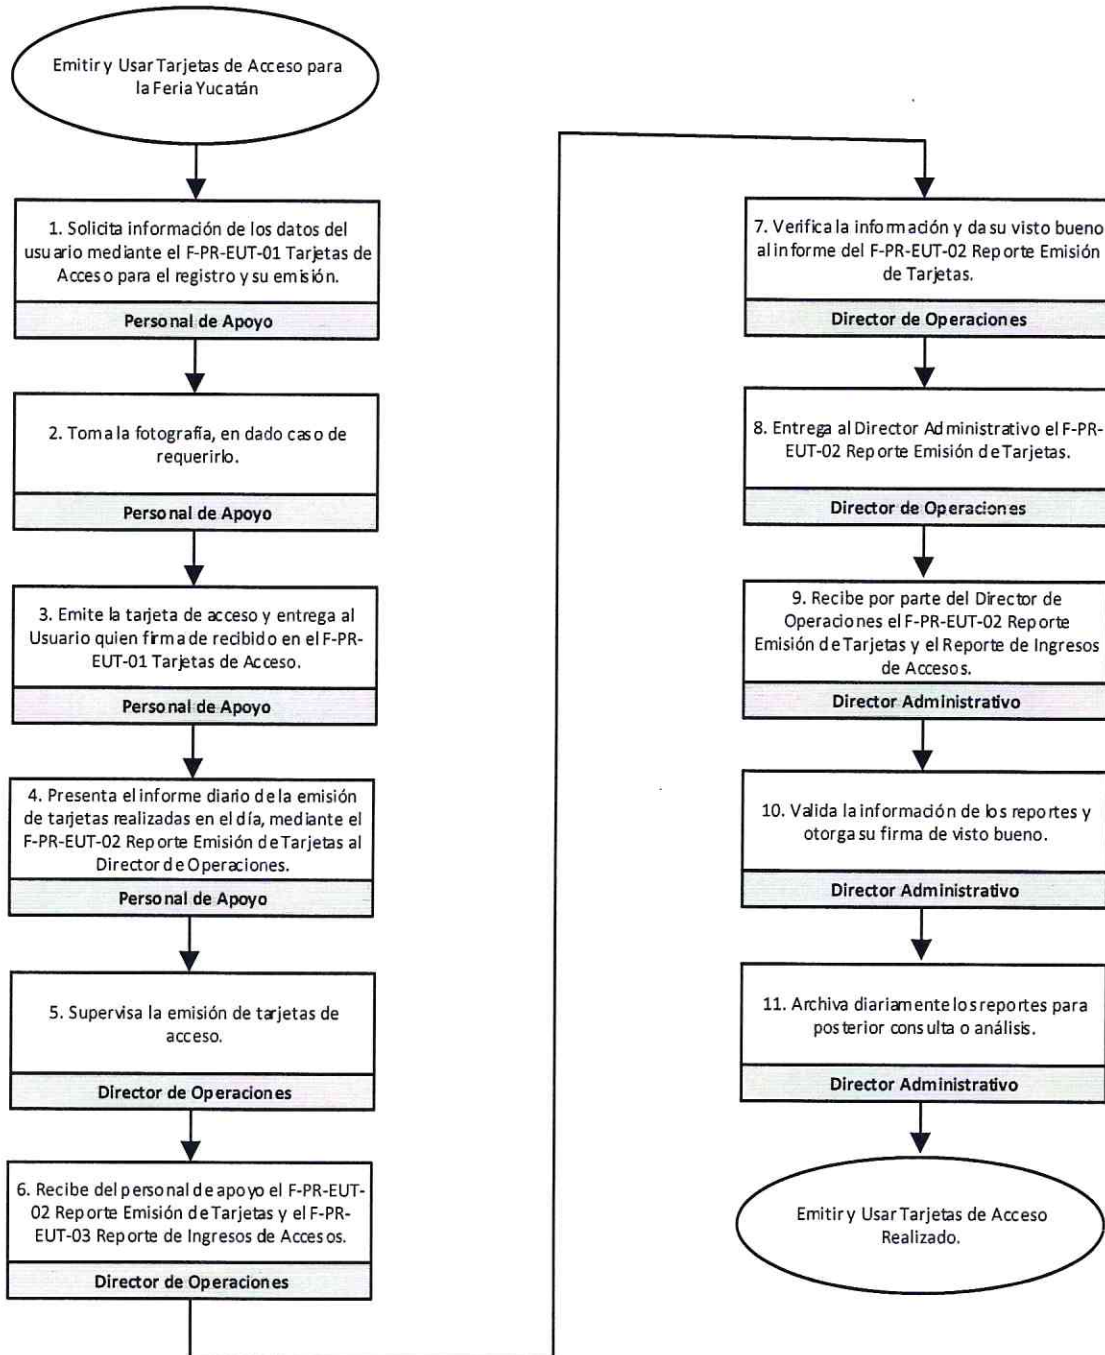 Emitir y Usar Tarjetas de Acceso para
la Feria Yucatán
1. Solicita información de los datos del
usuario mediante el F-PR-EUT-01 Tarjetas de
Acceso para el registro y su emisión.
Personal de Apoyo
2. Toma la fotografía, en dado caso de
requerirlo.
Personal de Apoyo
3. Emite la tarjeta de acceso y entrega al
Usuario quien firma de recibido en el F-PR-
EUT-01 Tarjetas de Acceso.
Personal de Apoyo
4. Presenta el informe diario de la emisión
de tarjetas realizadas en el día, mediante el
F-PR-EUT-02 Reporte Emisión de Tarjetas al
Director de Operaciones.
Personal de Apoyo
5. Supervisa la emisión de tarjetas de
acceso.
Director de Operaciones
6. Recibe del personal de apoyo el F-PR-EUT-
02 Reporte Emisión de Tarjetas y el F-PR-
EUT-03 Reporte de Ingresos de Accesos.
Director de Operaciones
7. Verifica la información y da su visto bueno
al informe del F-PR-EUT-02 Reporte Emisión
de Tarjetas.
Director de Operaciones
8. Entrega al Director Administrativo el F-PR-
EUT-02 Reporte Emisión de Tarjetas.
Director de Operaciones
9. Recibe por parte del Director de
Operaciones el F-PR-EUT-02 Reporte
Emisión de Tarjetas y el Reporte de Ingresos
de Accesos.
Director Administrativo
10. Valida la información de los reportes y
otorga su firma de visto bueno.
Director Administrativo
11. Archiva diariamente los reportes para
posterior consulta o análisis.
Director Administrativo
Emitir y Usar Tarjetas de Acceso
Realizado.